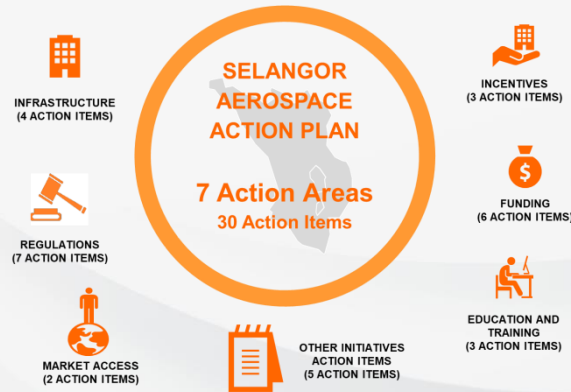 SELANGOR
AEROSPACE
ACTION PLAN
7 Action Areas
30 Action Items
INFRASTRUCTURE
(4 ACTION ITEMS)
REGULATIONS
(7 ACTION ITEMS)
MARKET ACCESS
(2 ACTION ITEMS)
OTHER INITIATIVES
ACTION ITEMS
(5 ACTION ITEMS)
INCENTIVES
(3 ACTION ITEMS)
$
FUNDING
(6 ACTION ITEMS)
EDUCATION AND
TRAINING
(3 ACTION ITEMS)